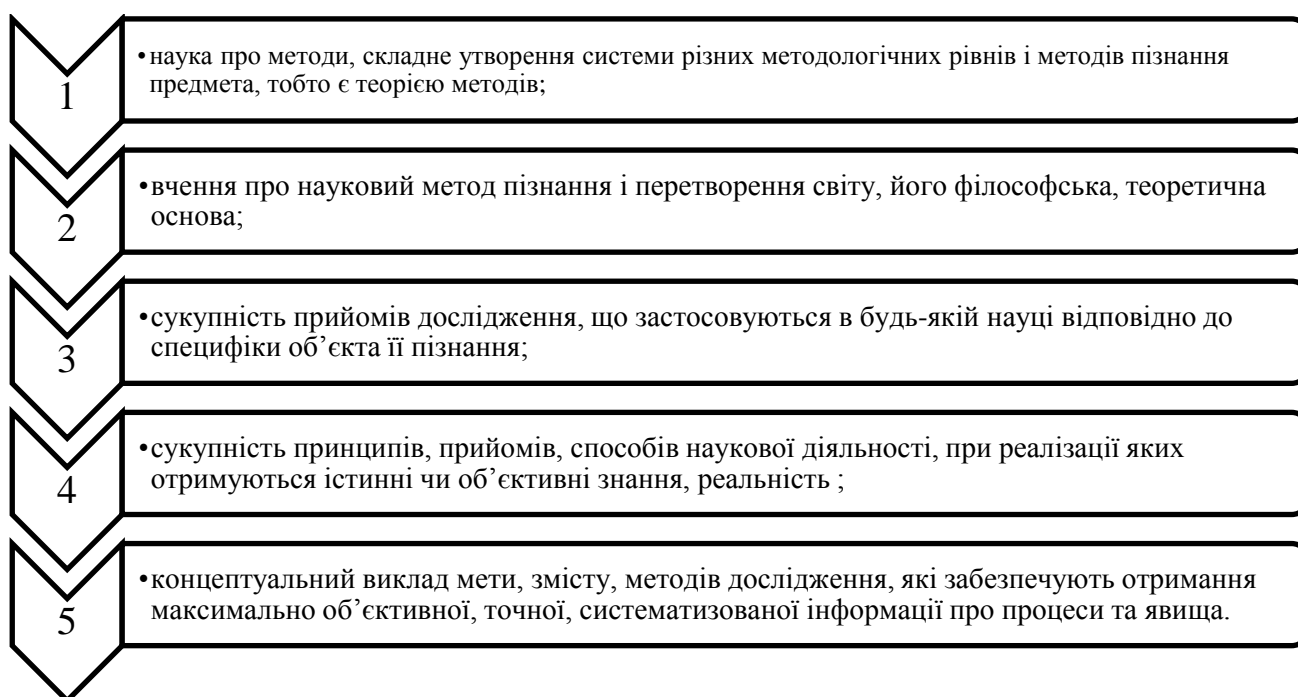 1
•наука про методи, складне утворення системи різних методологічних рівнів і методів пізнання
предмета, тобто є теорією методів;
2
•вчення про науковий метод пізнання і перетворення світу, його філософська, теоретична
основа;
3
•сукупність прийомів дослідження, що застосовуються в будь-якій науці відповідно до
специфіки об’єкта її пізнання;
4
•сукупність принципів, прийомів, способів наукової діяльності, при реалізації яких
отримуються істинні чи об’єктивні знання, реальність ;
5
•концептуальний виклад мети, змісту, методів дослідження, які забезпечують отримання
максимально об’єктивної, точної, систематизованої інформації про процеси та явища.